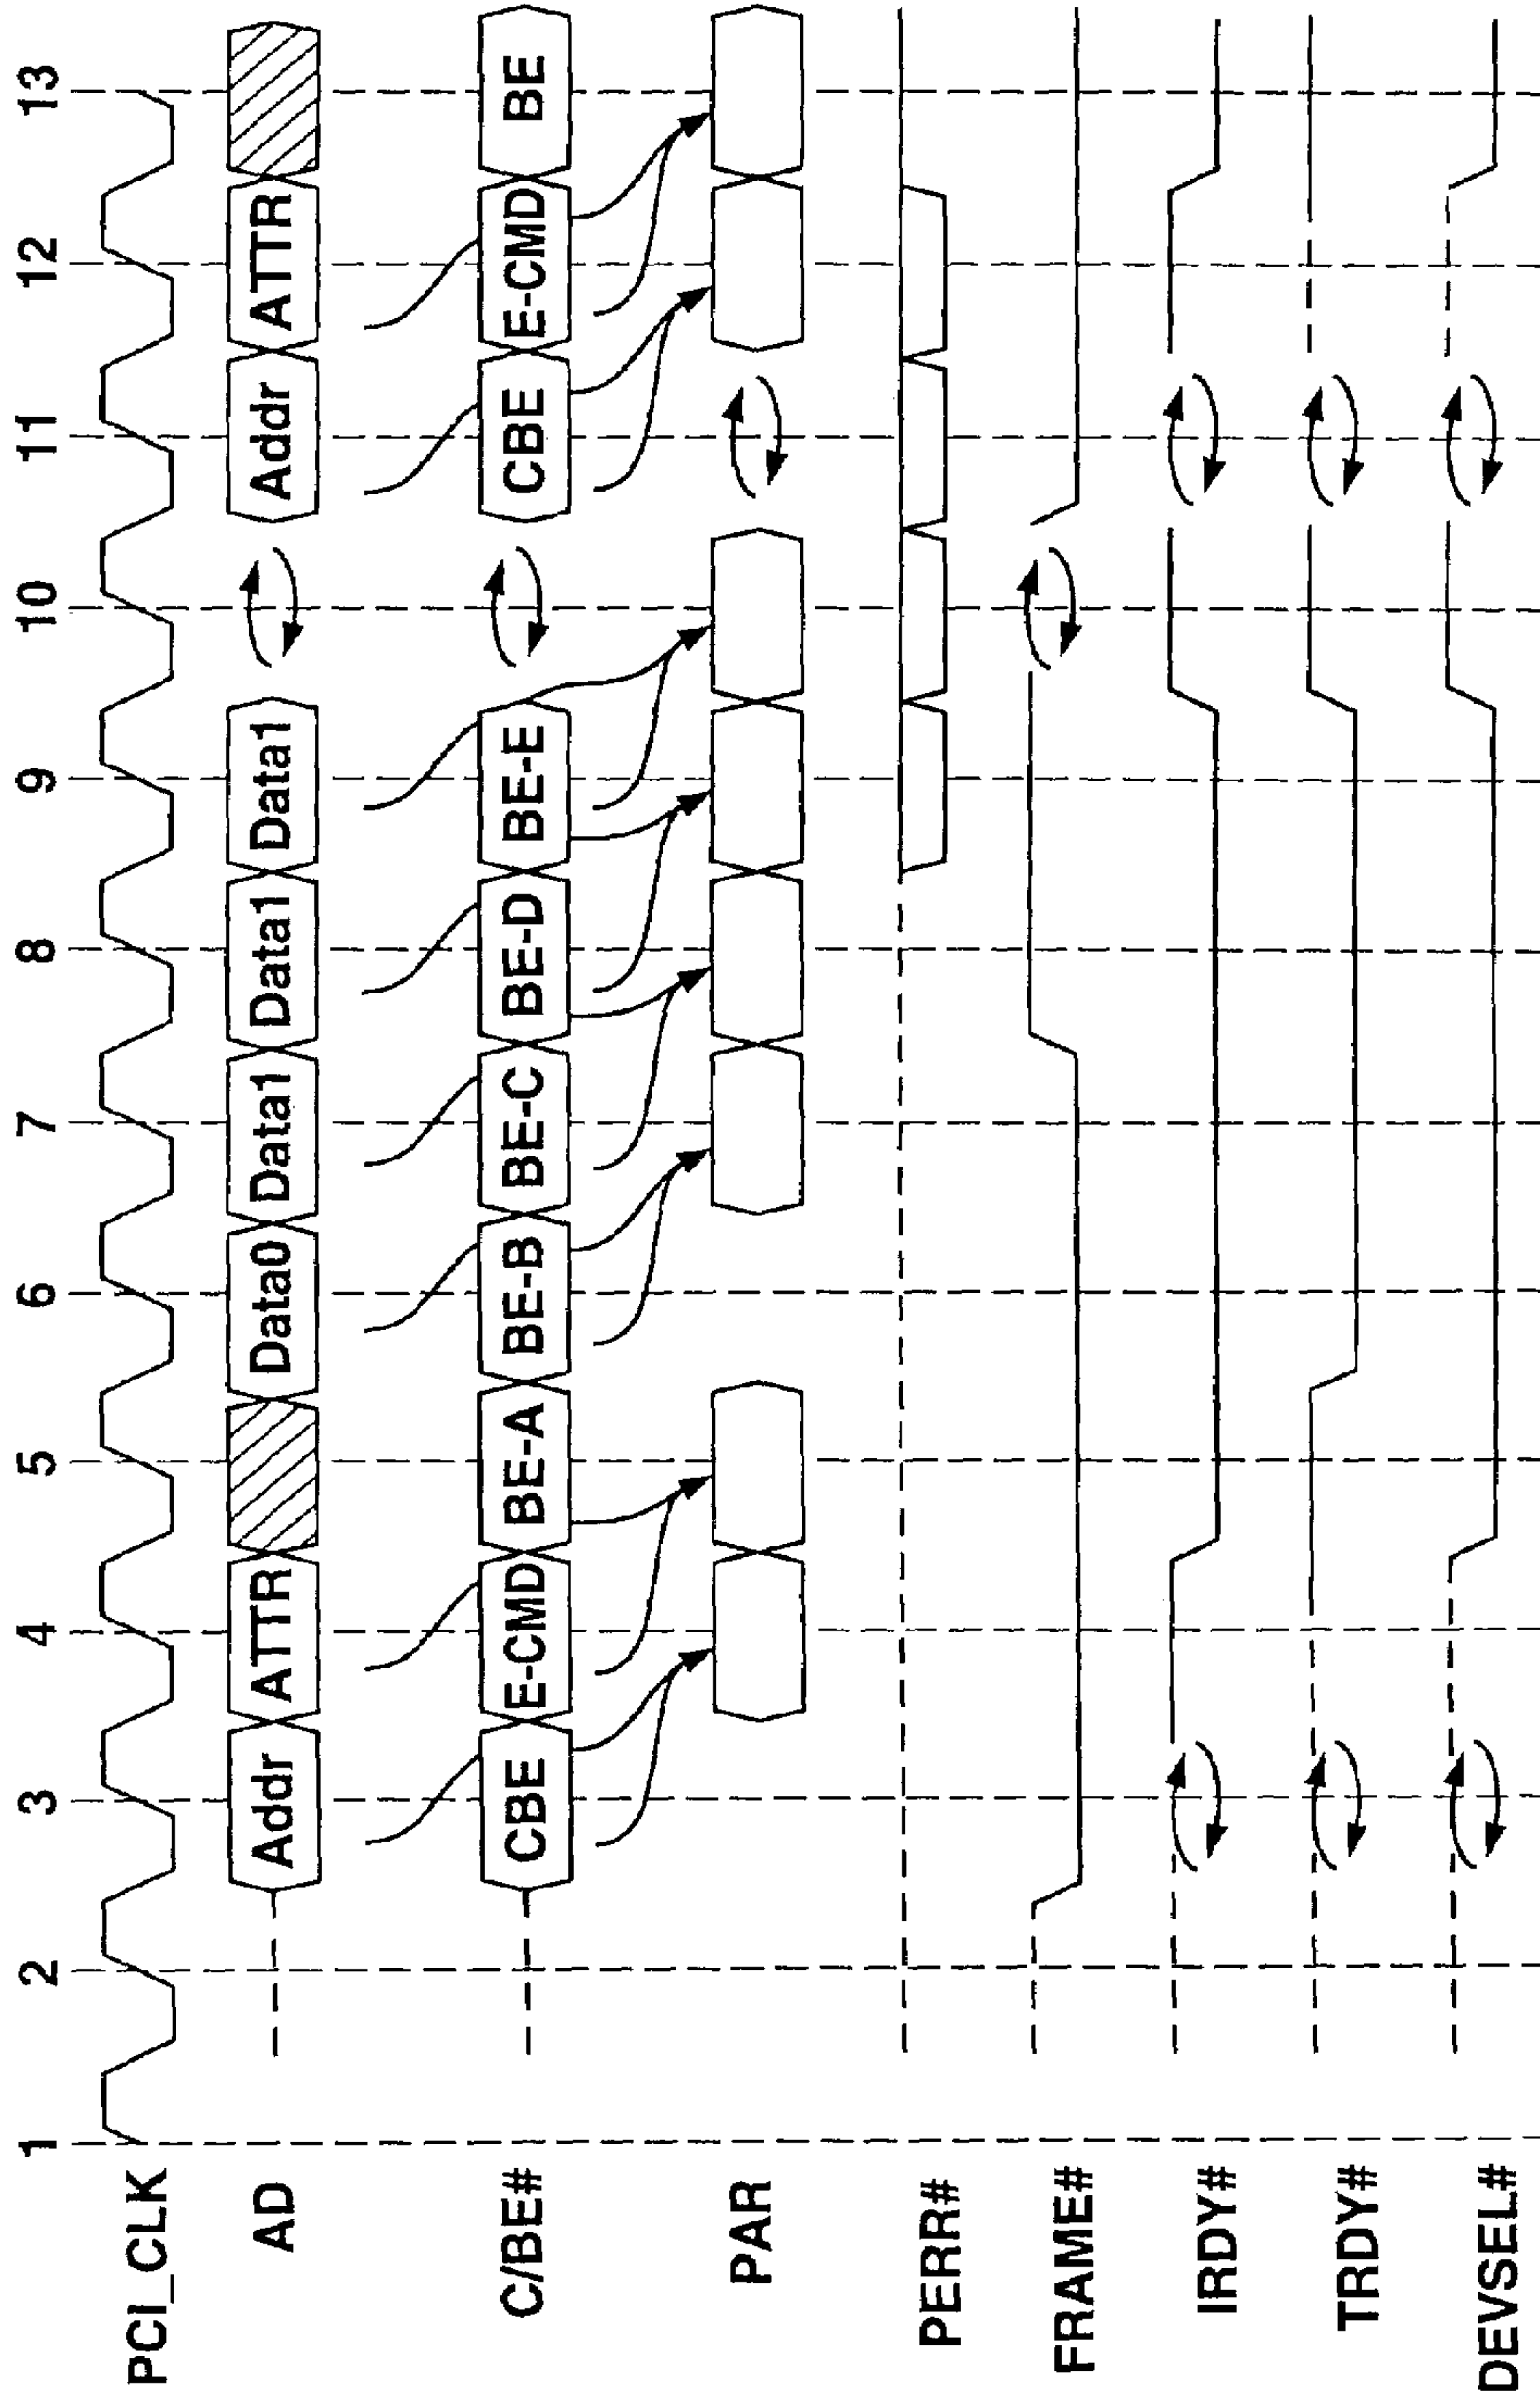 1 2 3 4 5 6 7 8 9 10 11 12 13
PCI_CLK
AD Addr ATTR Data0 Data1 Data1 Data1 Addr ATTR
C/BE# CBE E-CMD BE-A BE-B BE-C BE-D BE-E CBE E-CMD BE
PAR
PERR#
FRAME#
IRDY#
TRDY#
DEVSEL#